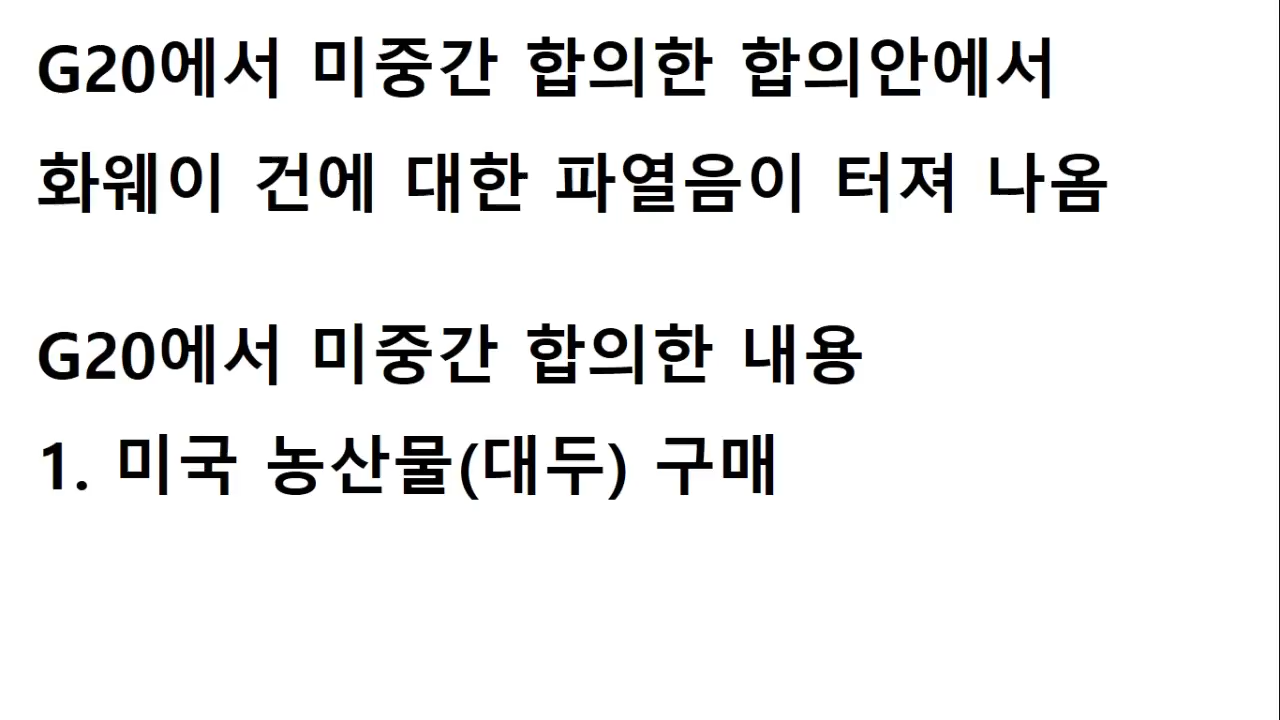 G20에서 미중간 합의한 합의안에서
화웨이 건에 대한 파열음이 터져 나옴
G20에서 미중간 합의한 내용
1. 미국 농산물(대두) 구매